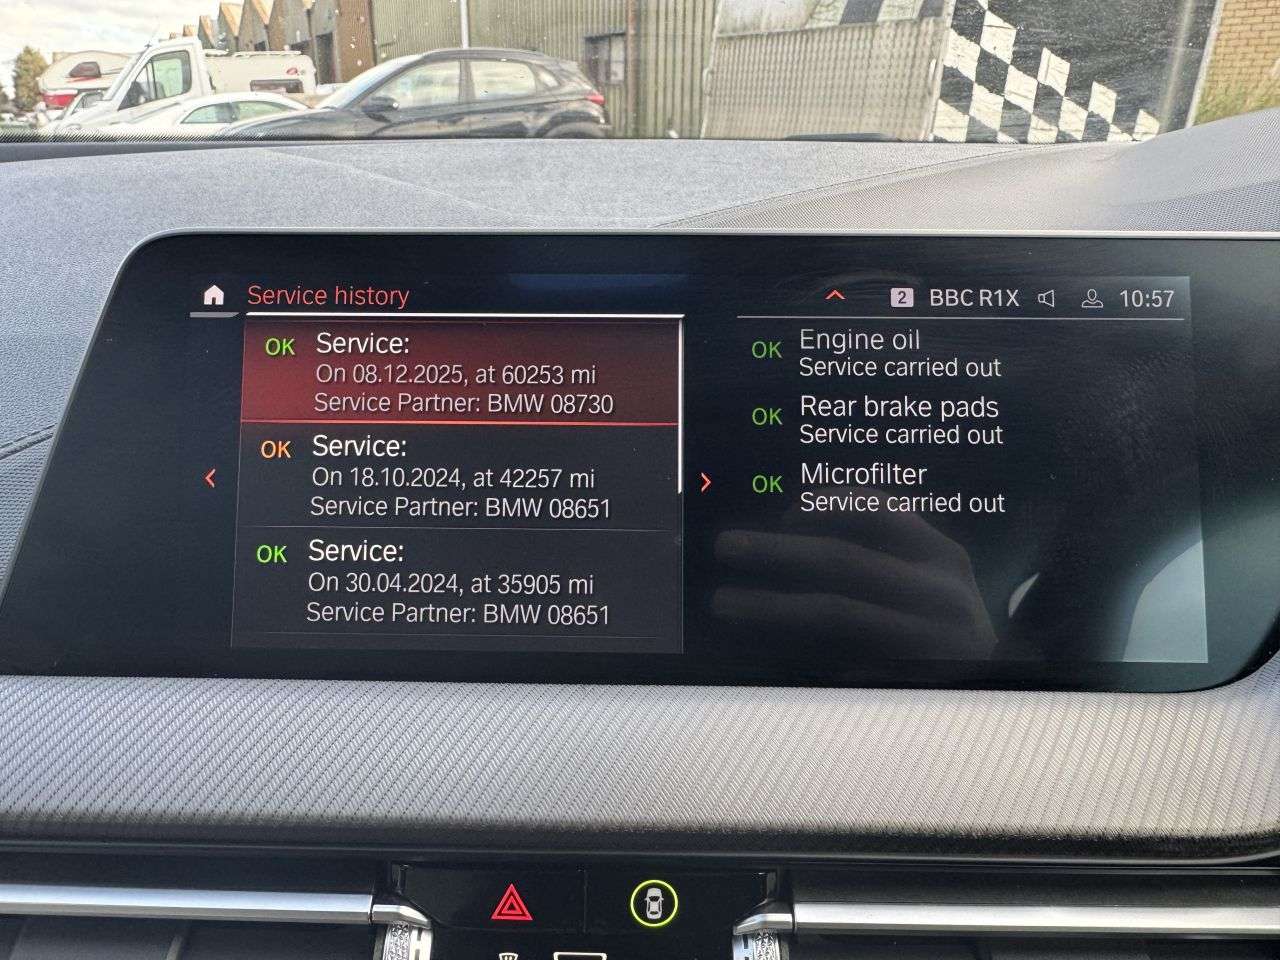 Service history
2 BBC R1X 10:57
OK Service:
On 08.12.2025, at 60253 mi
Service Partner: BMW 08730
OK Service:
On 18.10.2024, at 42257 mi
Service Partner: BMW 08651
OK Service:
On 30.04.2024, at 35905 mi
Service Partner: BMW 08651
OK Engine oil
Service carried out
OK Rear brake pads
Service carried out
OK Microfilter
Service carried out